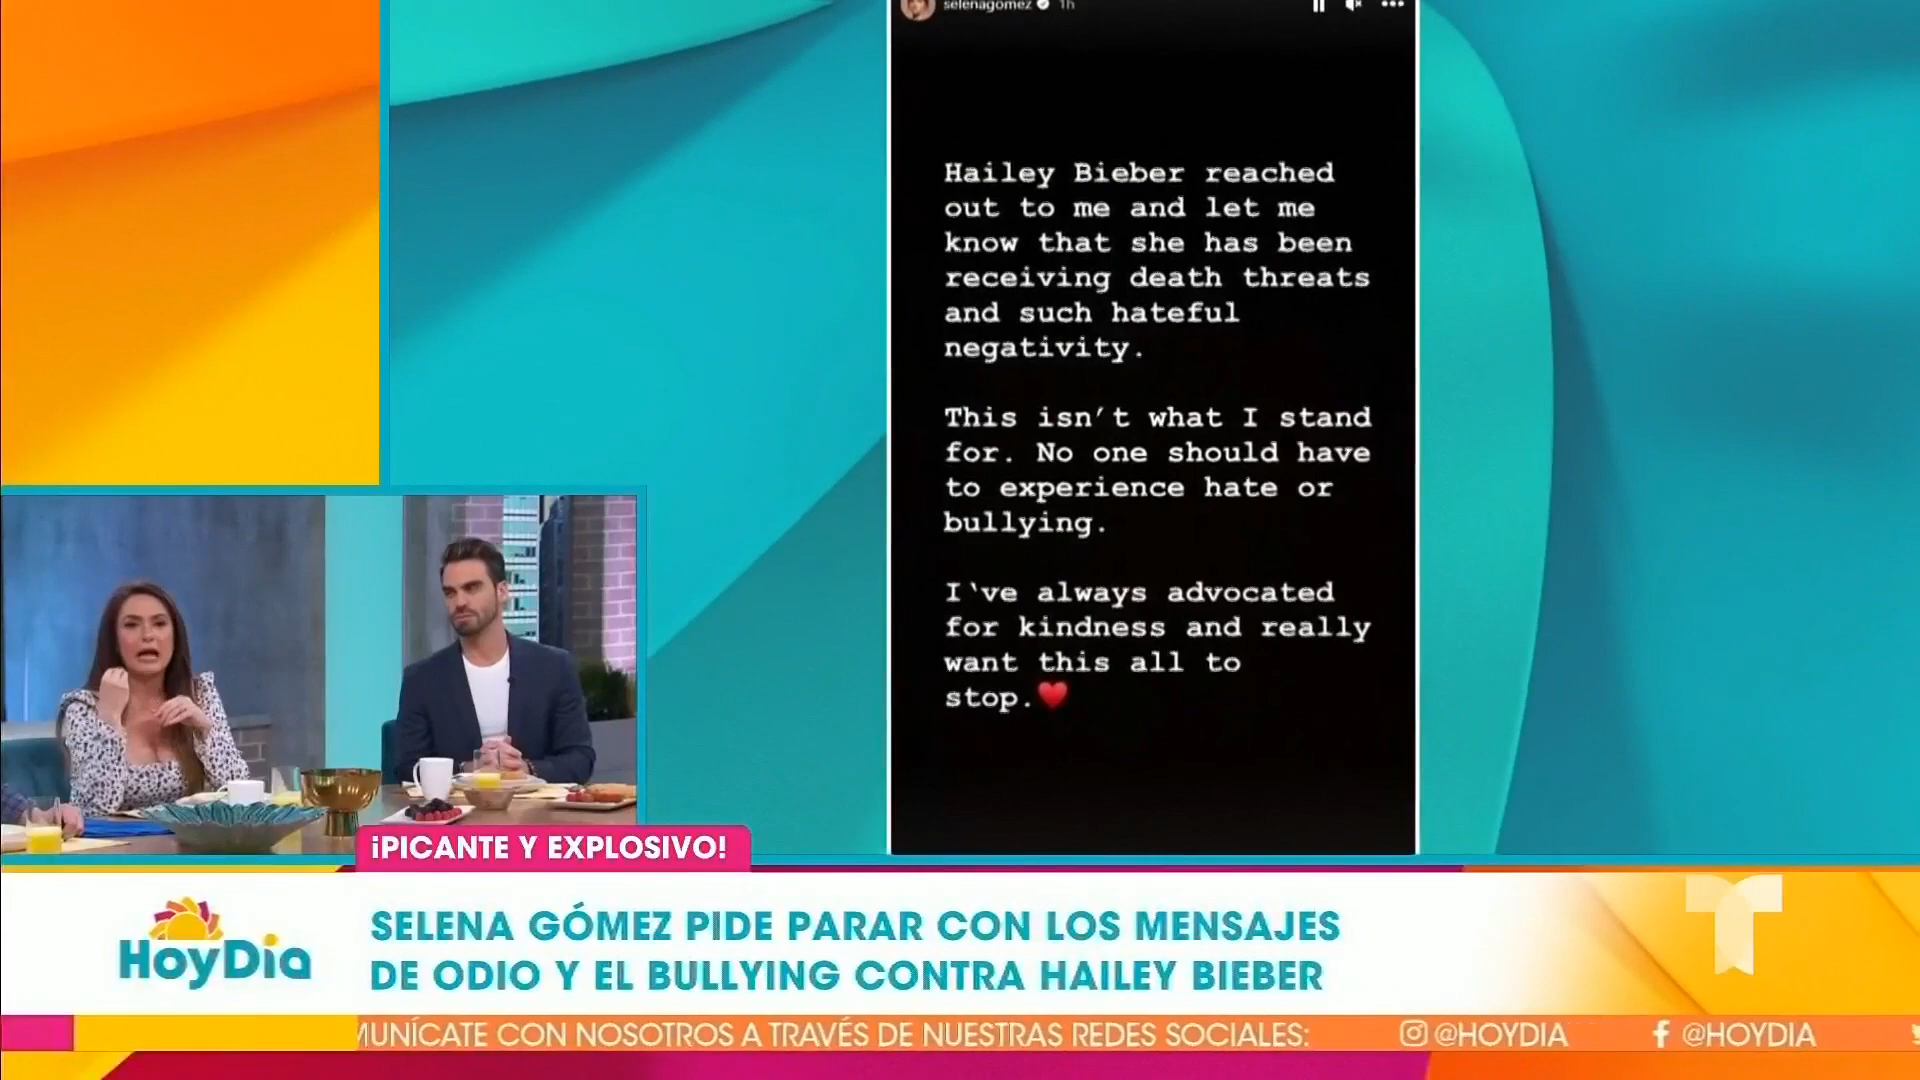 selenagomez 1h
Hailey Bieber reached
out to me and let me
know that she has been
receiving death threats
and such hateful
negativity.
This isn't what I stand
for. No one should have
to experience hate or
bullying.
I've always advocated
for kindness and really
want this all to
stop.❤️
¡PICANTE Y EXPLOSIVO!
HoyDía
SELENA GÓMEZ PIDE PARAR CON LOS MENSAJES
DE ODIO Y EL BULLYING CONTRA HAILEY BIEBER
MUNÍCATE CON NOSOTROS A TRAVÉS DE NUESTRAS REDES SOCIALES: @HOYDIA @HOYDIA